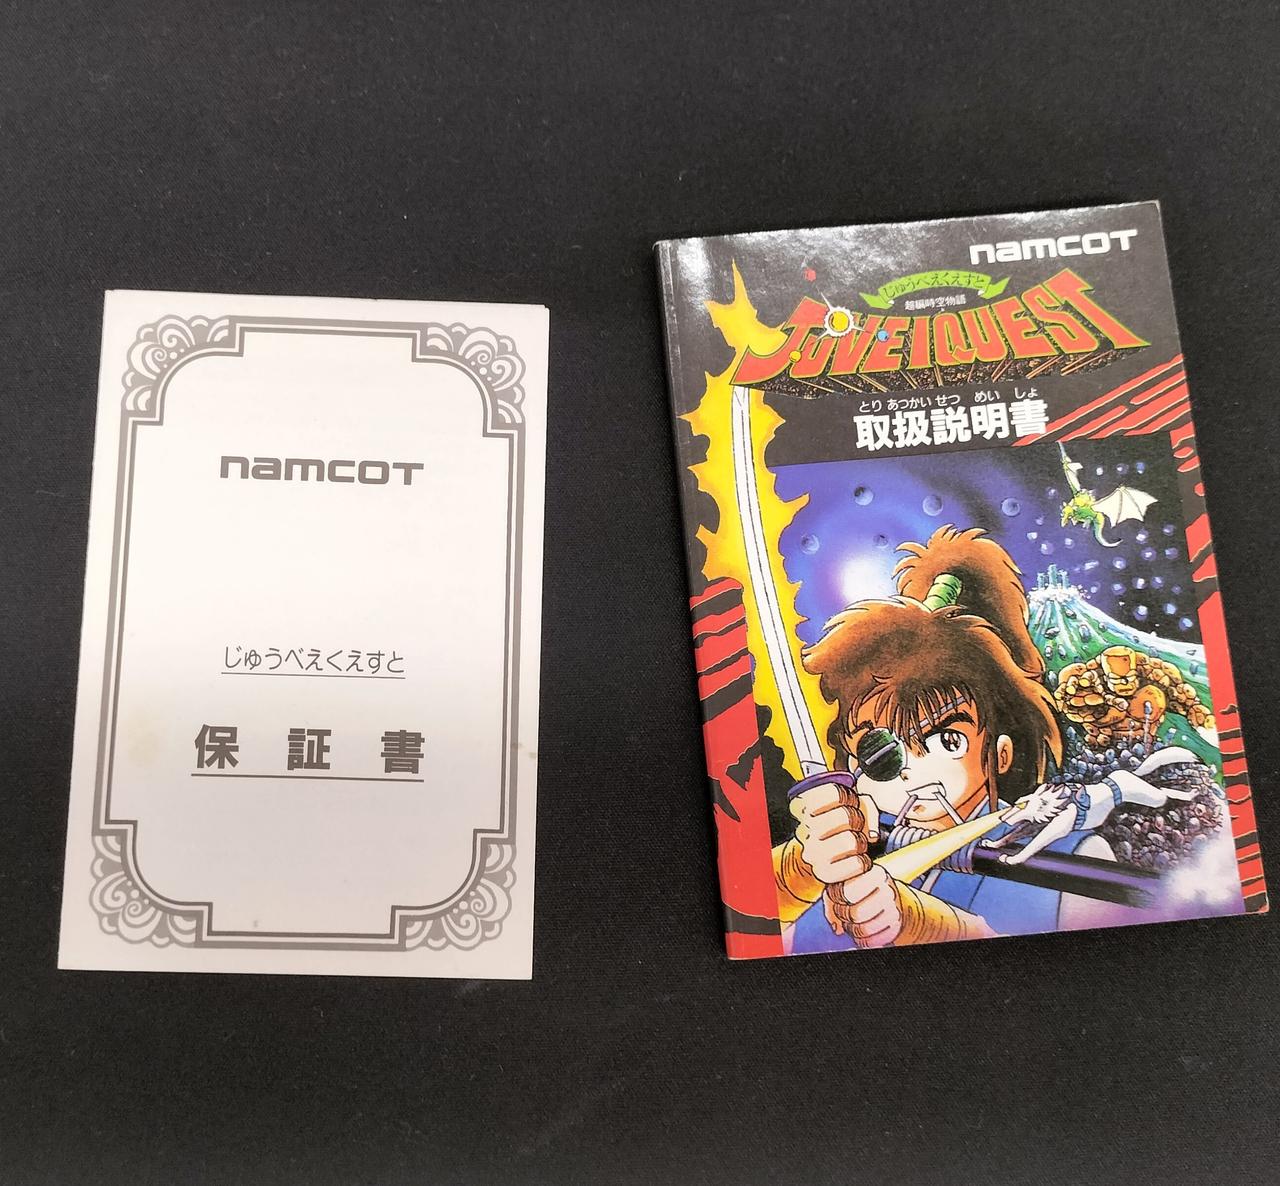 namcoT
じゅうべえくえすと
保証書
namcoT
じゅうべえくえすと
超編時空物語
JUVEI QUEST
とり あつかい せつ めい しょ
取扱説明書